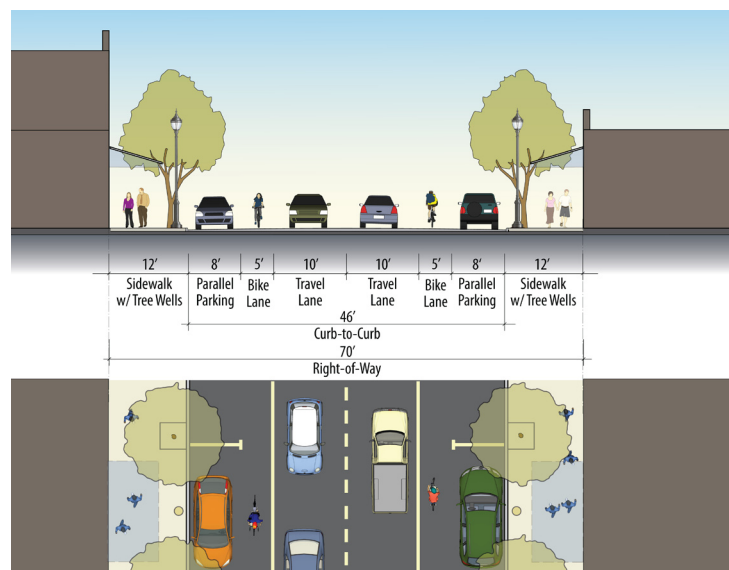 12’ 8’ 5’ 10’ 10’ 5’ 8’ 12’
Sidewalk Parallel Bike Travel Travel Bike Parallel Sidewalk
w/ Tree Wells Parking Lane Lane Lane Lane Parking w/ Tree Wells
46’
Curb-to-Curb
70’
Right-of-Way